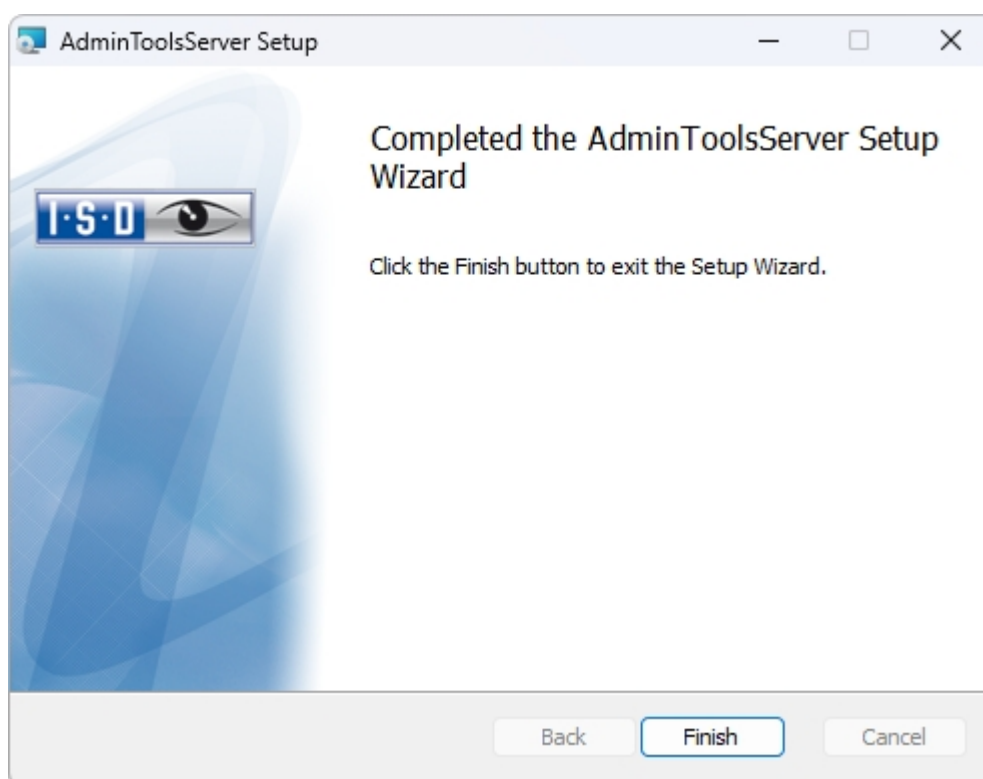 AdminToolsServer Setup
Completed the AdminToolsServer Setup
Wizard
I·S·D
Click the Finish button to exit the Setup Wizard.
Back
Finish
Cancel